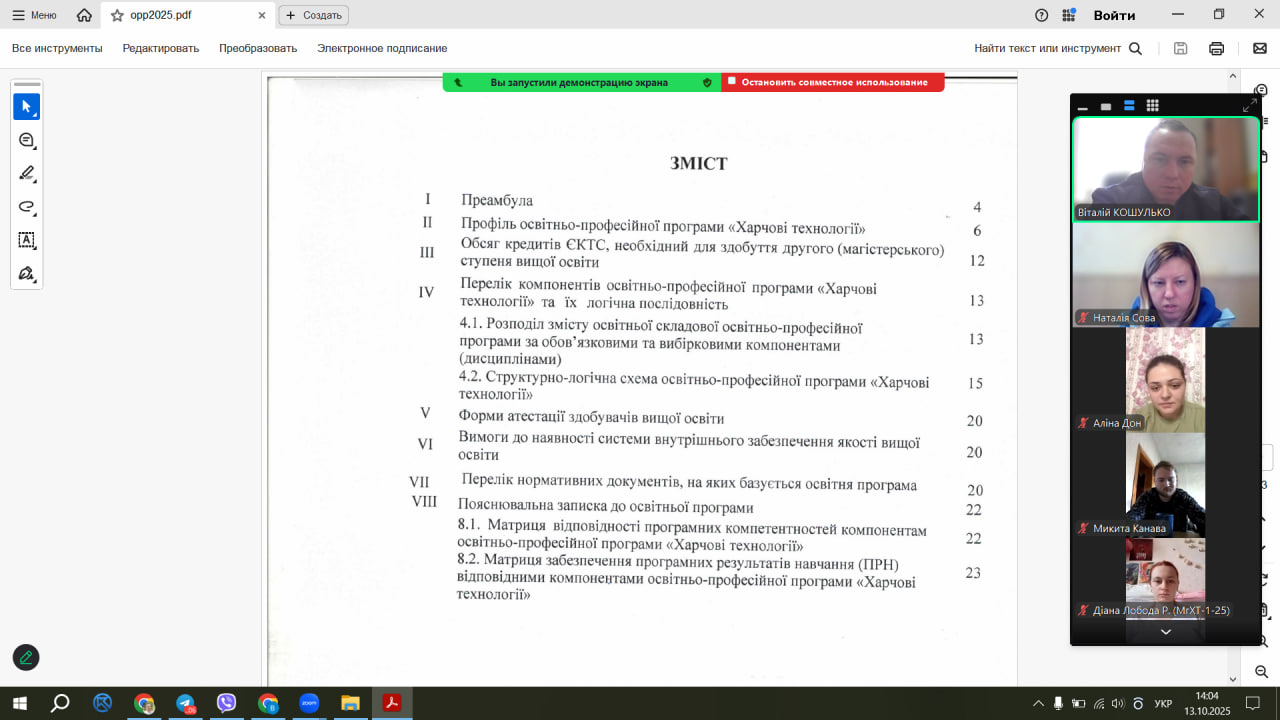 Меню
opp2025.pdf
Создать
Войти
Все инструменты
Редактировать
Преобразовать
Электронное подписание
Найти текст или инструмент
Вы запустили демонстрацию экрана
Остановить совместное использование
ЗМІСТ
I Преамбула 4
II Профіль освітньо-професійної програми «Харчові технології» 6
III Обсяг кредитів ЄКТС, необхідний для здобуття другого (магістерського)
ступеня вищої освіти 12
IV Перелік компонентів освітньо-професійної програми «Харчові
технології» та їх логічна послідовність 13
4.1. Розподіл змісту освітньої складової освітньо-професійної
програми за обов’язковими та вибірковими компонентами 13
(дисциплінами)
4.2. Структурно-логічна схема освітньо-професійної програми «Харчові 15
технології»
V Форми атестації здобувачів вищої освіти 20
VI Вимоги до наявності системи внутрішнього забезпечення якості вищої
освіти 20
VII Перелік нормативних документів, на яких базується освітня програма 20
VIII Пояснювальна записка до освітньої програми 22
8.1. Матриця відповідності програмних компетентностей компонентам
освітньо-професійної програми «Харчові технології» 22
8.2. Матриця забезпечення програмних результатів навчання (ПРН)
відповідними компонентами освітньо-професійної програми «Харчові 23
технології»
Віталій КОШУЛЬКО
Наталія Сова
Аліна Дон
Микита Канава
Діана Лобода Р. (МгХТ-1-25)
3
zoom
УКР
14:04
13.10.2025